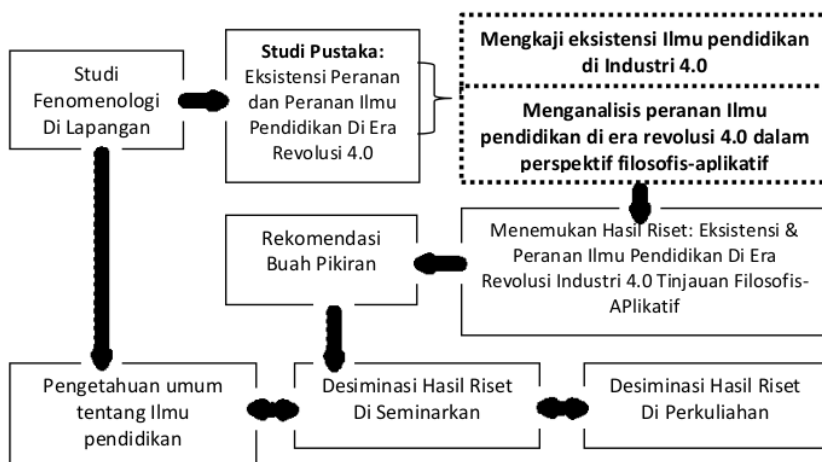 Studi
Fenomenologi
Di Lapangan
Studi Pustaka:
Eksistensi Peranan
dan Peranan Ilmu
Pendidikan Di Era
Revolusi 4.0
Mengkaji eksistensi Ilmu pendidikan
di Industri 4.0
Menganalisis peranan Ilmu
pendidikan di era revolusi 4.0 dalam
perspektif filosofis-aplikatif
Menemukan Hasil Riset: Eksistensi &
Peranan Ilmu Pendidikan Di Era
Revolusi Industri 4.0 Tinjauan Filosofis-
APlikatif
Rekomendasi
Buah Pikiran
Pengetahuan umum
tentang Ilmu
pendidikan
Desiminasi Hasil Riset
Di Seminarkan
Desiminasi Hasil Riset
Di Perkuliahan